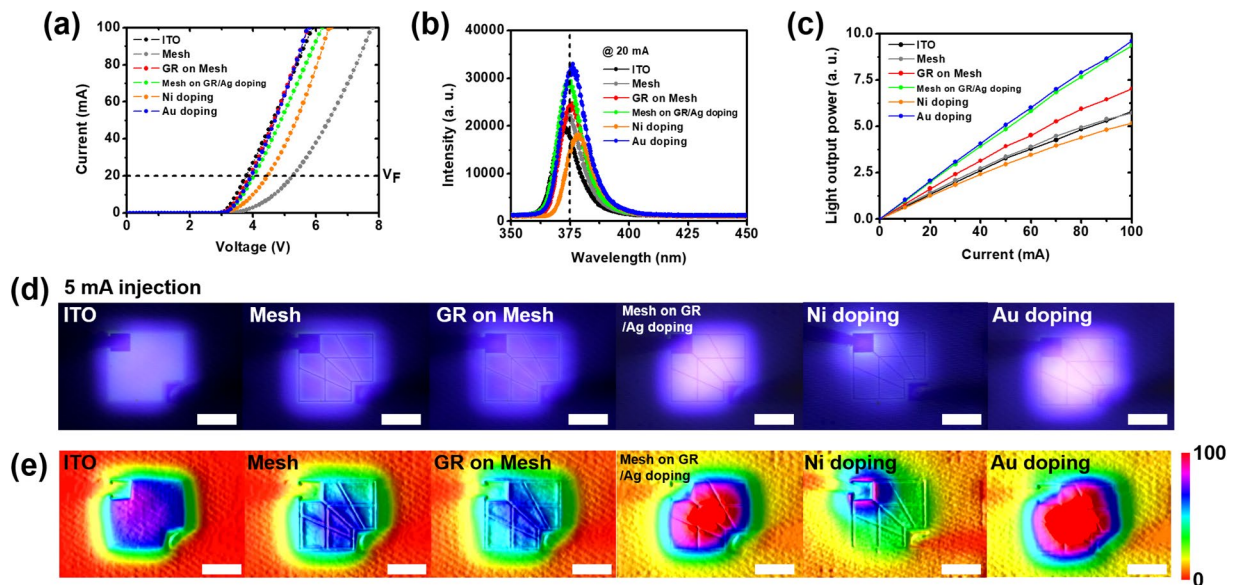 (a)
100
80
60
40
20
0
Current (mA)
0 2 4 6 8
Voltage (V)
ITO
Mesh
GR on Mesh
Mesh on GR/Ag doping
Ni doping
Au doping
VF
(b)
40000
30000
20000
10000
0
Intensity (a. u.)
350 375 400 425 450
Wavelength (nm)
@ 20 mA
ITO
Mesh
GR on Mesh
Mesh on GR/Ag doping
Ni doping
Au doping
(c)
10.0
7.5
5.0
2.5
0.0
Light output power (a. u.)
0 20 40 60 80 100
Current (mA)
ITO
Mesh
GR on Mesh
Mesh on GR/Ag doping
Ni doping
Au doping
(d)
5 mA injection
ITO
Mesh
GR on Mesh
Mesh on GR
/Ag doping
Ni doping
Au doping
(e)
ITO
Mesh
GR on Mesh
Mesh on GR
/Ag doping
Ni doping
Au doping
100
0